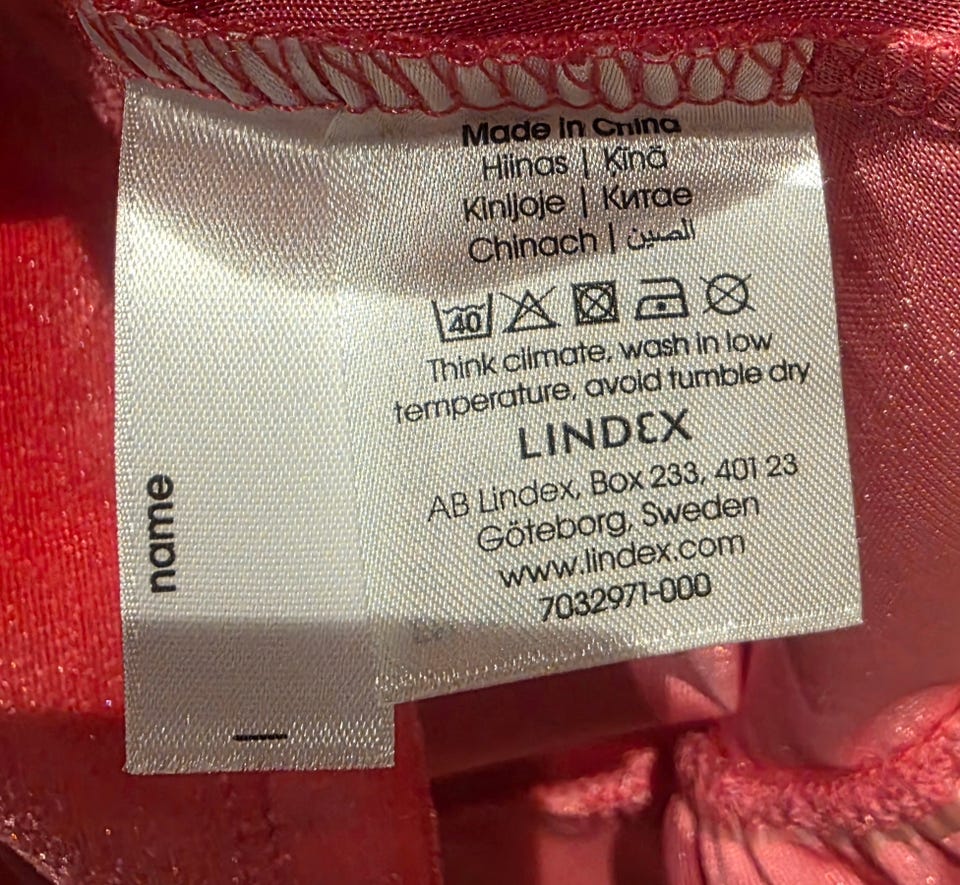 Made in China
Hiinas | Ķīnā
Kinijoje | Китае
Chinach | الصين
40
Think climate, wash in low
temperature, avoid tumble dry
LINDEX
AB Lindex, Box 233, 401 23
Göteborg, Sweden
www.lindex.com
7032971-000
name